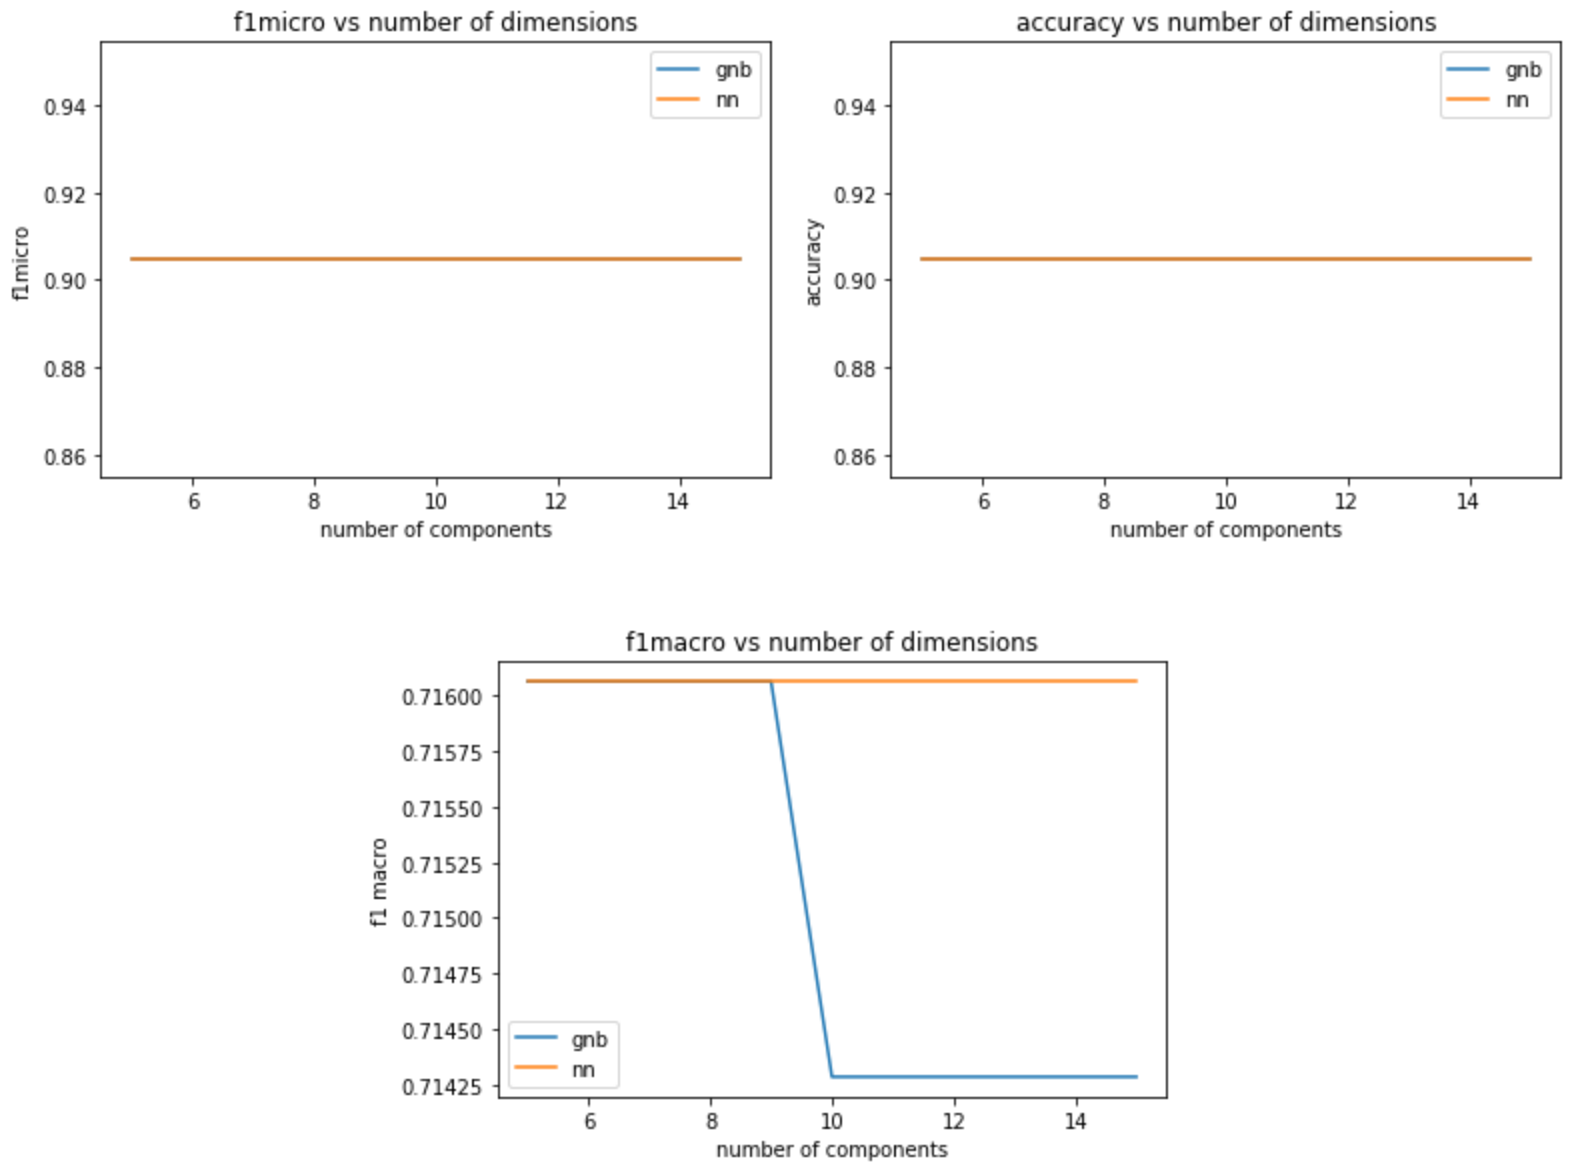 f1micro vs number of dimensions
gnb
nn
f1micro
0.94
0.92
0.90
0.88
0.86
6 8 10 12 14
number of components
accuracy vs number of dimensions
gnb
nn
accuracy
0.94
0.92
0.90
0.88
0.86
6 8 10 12 14
number of components
f1macro vs number of dimensions
f1 macro
0.71600
0.71575
0.71550
0.71525
0.71500
0.71475
0.71450
0.71425
gnb
nn
6 8 10 12 14
number of components